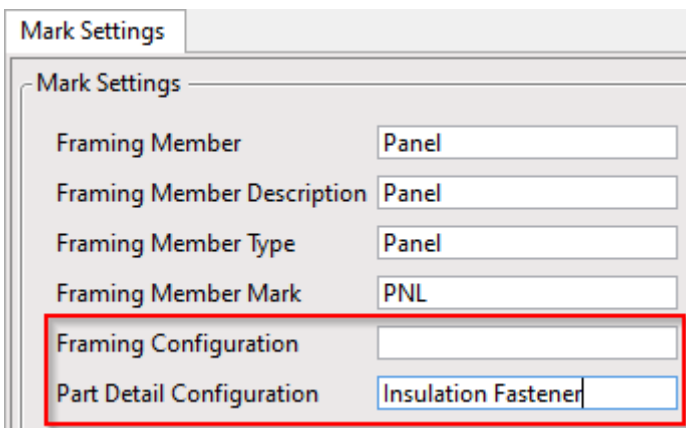 Mark Settings
Mark Settings
Framing Member Panel
Framing Member Description Panel
Framing Member Type Panel
Framing Member Mark PNL
Framing Configuration
Part Detail Configuration Insulation Fastener